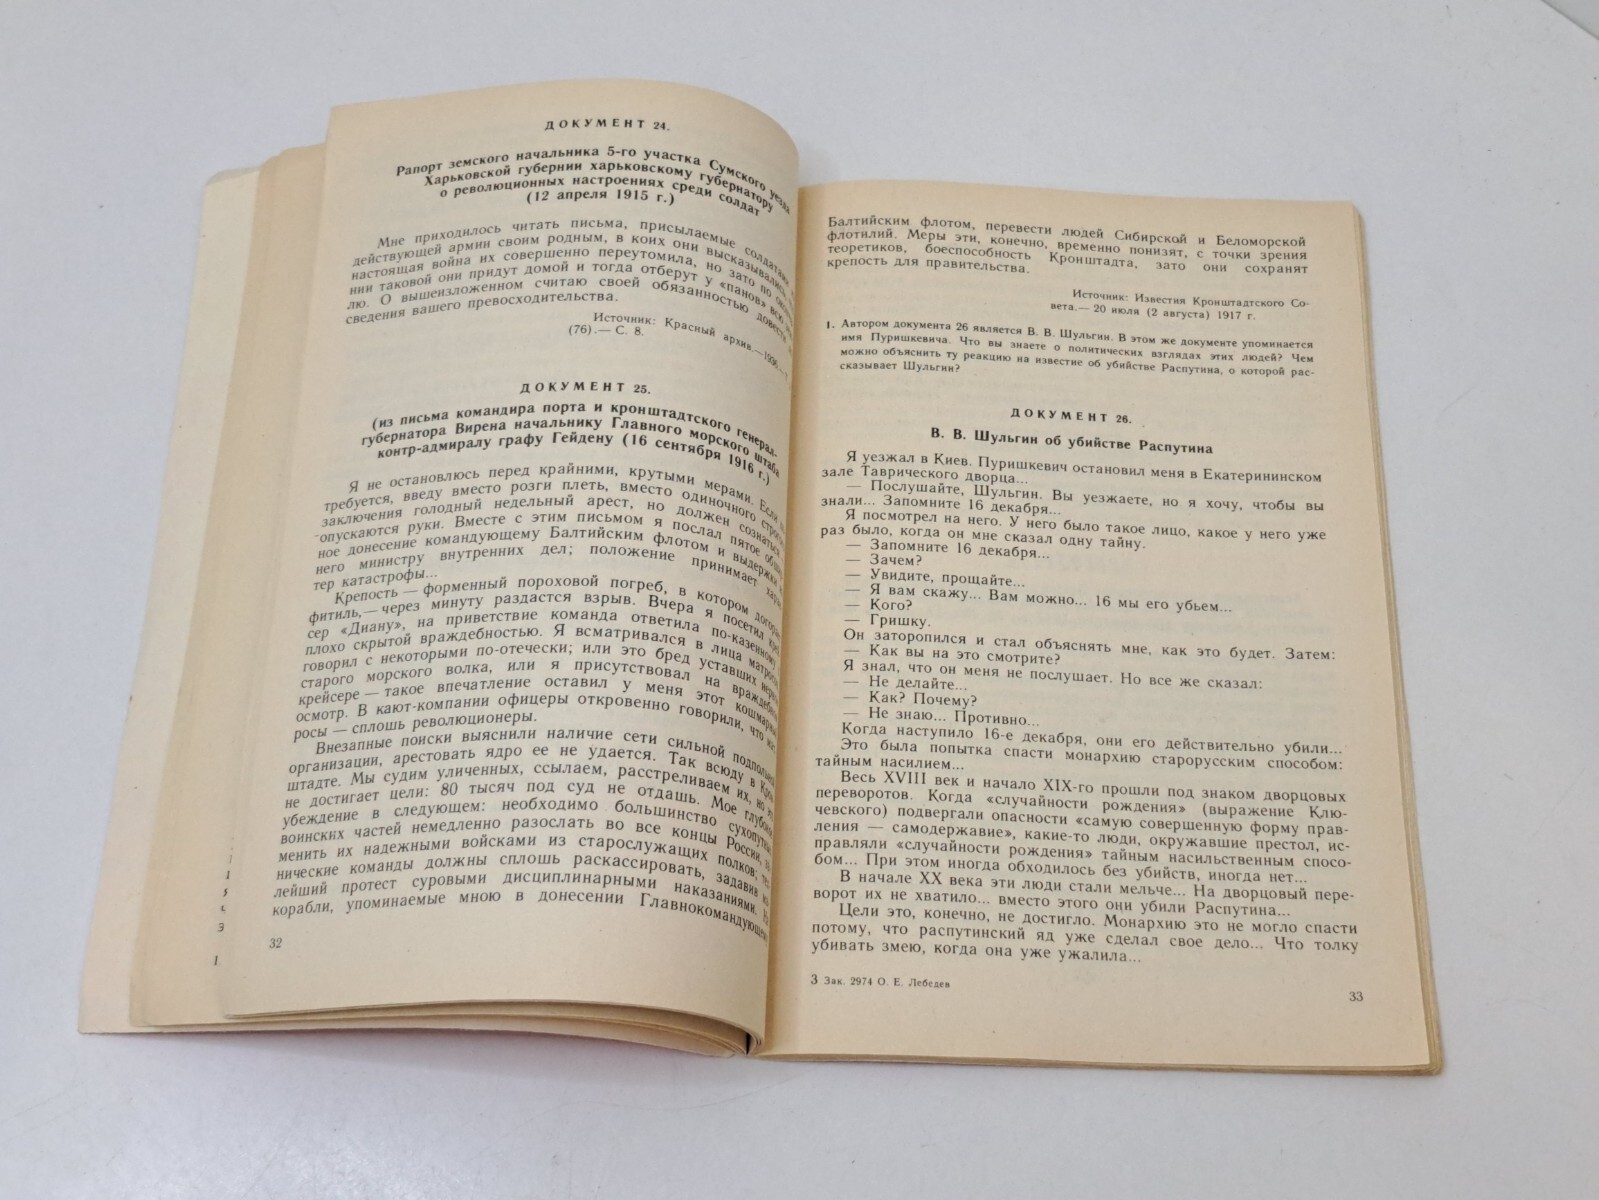 ДОКУМЕНТ 24.
Рапорт земского начальника 5-го участка Сумского уезда
Харьковской губернии харьковскому губернатору
о революционных настроениях среди солдат
(12 апреля 1915 г.)
Мне приходилось читать письма, присылаемые солдатами
действующей армии своим родным, в коих они высказывались,
настоящая война их совершенно переутомила, но зато по
нии таковой они придут домой и тогда отберут у «панов» всю
лю. О вышеизложенном считаю своей обязанностью довести
сведения вашего превосходительства.
Источник: Красный архив.—
(76).— С. 8.
ДОКУМЕНТ 25.
(из письма командира порта и кронштадтского генерал-
губернатора Вирена начальнику Главного морского штаба
контр-адмиралу графу Гейдену (16 сентября 1916 г.)
Я не остановлюсь перед крайними, крутыми мерами. Если
требуется, введу вместо розги плеть, вместо одиночного
заключения голодный недельный арест, но должен сознаться,
опускаются руки. Вместе с этим письмом я послал пятое
ное донесение командующему Балтийским флотом и выдержки
него министру внутренних дел; положение принимает
тер катастрофы...
Крепость — форменный пороховой погреб, в котором
фитиль,— через минуту раздастся взрыв. Вчера я посетил
сер «Диану», на приветствие команда ответила по-казенному
плохо скрытой враждебностью. Я всматривался в лица матросов
говорил с некоторыми по-отечески; или это бред уставших
старого морского волка, или я присутствовал на
крейсере — такое впечатление оставил у меня этот кошмарный
осмотр. В кают-компании офицеры откровенно говорили, что
росы — сплошь революционеры.
Внезапные поиски выяснили наличие сети сильной подпольной
организации, арестовать ядро ее не удается. Так всюду в
штадте. Мы судим уличенных, ссылаем, расстреливаем их, но
не достигает цели: 80 тысяч под суд не отдашь. Мое
убеждение в следующем: необходимо большинство
воинских частей немедленно разослать во все концы России,
менить их надежными войсками из старослужащих полков;
нические команды должны сплошь раскассировать, задавив
лейший протест суровыми дисциплинарными наказаниями.
корабли, упоминаемые мною в донесении Главнокомандующему
32
Балтийским флотом, перевести людей Сибирской и Беломорской
флотилий. Меры эти, конечно, временно понизят, с точки зрения
теоретиков, боеспособность Кронштадта, зато они сохранят
крепость для правительства.
Источник: Известия Кронштадтского Со-
вета.— 20 июля (2 августа) 1917 г.
1. Автором документа 26 является В. В. Шульгин. В этом же документе упоминается
имя Пуришкевича. Что вы знаете о политических взглядах этих людей? Чем
можно объяснить ту реакцию на известие об убийстве Распутина, о которой рас-
сказывает Шульгин?
ДОКУМЕНТ 26.
В. В. Шульгин об убийстве Распутина
Я уезжал в Киев. Пуришкевич остановил меня в Екатерининском
зале Таврического дворца...
— Послушайте, Шульгин. Вы уезжаете, но я хочу, чтобы вы
знали... Запомните 16 декабря...
Я посмотрел на него. У него было такое лицо, какое у него уже
раз было, когда он мне сказал одну тайну.
— Запомните 16 декабря...
— Зачем?
— Увидите, прощайте...
— Я вам скажу... Вам можно... 16 мы его убьем...
— Кого?
— Гришку.
Он заторопился и стал объяснять мне, как это будет. Затем:
— Как вы на это смотрите?
Я знал, что он меня не послушает. Но все же сказал:
— Не делайте...
— Как? Почему?
— Не знаю... Противно...
Когда наступило 16-е декабря, они его действительно убили...
Это была попытка спасти монархию старорусским способом:
тайным насилием...
Весь XVIII век и начало XIX-го прошли под знаком дворцовых
переворотов. Когда «случайности рождения» (выражение Клю-
чевского) подвергали опасности «самую совершенную форму прав-
ления — самодержавие», какие-то люди, окружавшие престол, ис-
правляли «случайности рождения» тайным насильственным спосо-
бом... При этом иногда обходилось без убийств, иногда нет...
В начале XX века эти люди стали мельче... На дворцовый пере-
ворот их не хватило... вместо этого они убили Распутина...
Цели это, конечно, не достигло. Монархию это не могло спасти
потому, что распутинский яд уже сделал свое дело... Что толку
убивать змею, когда она уже ужалила...
3 Зак. 2974 О. Е. Лебедев
33